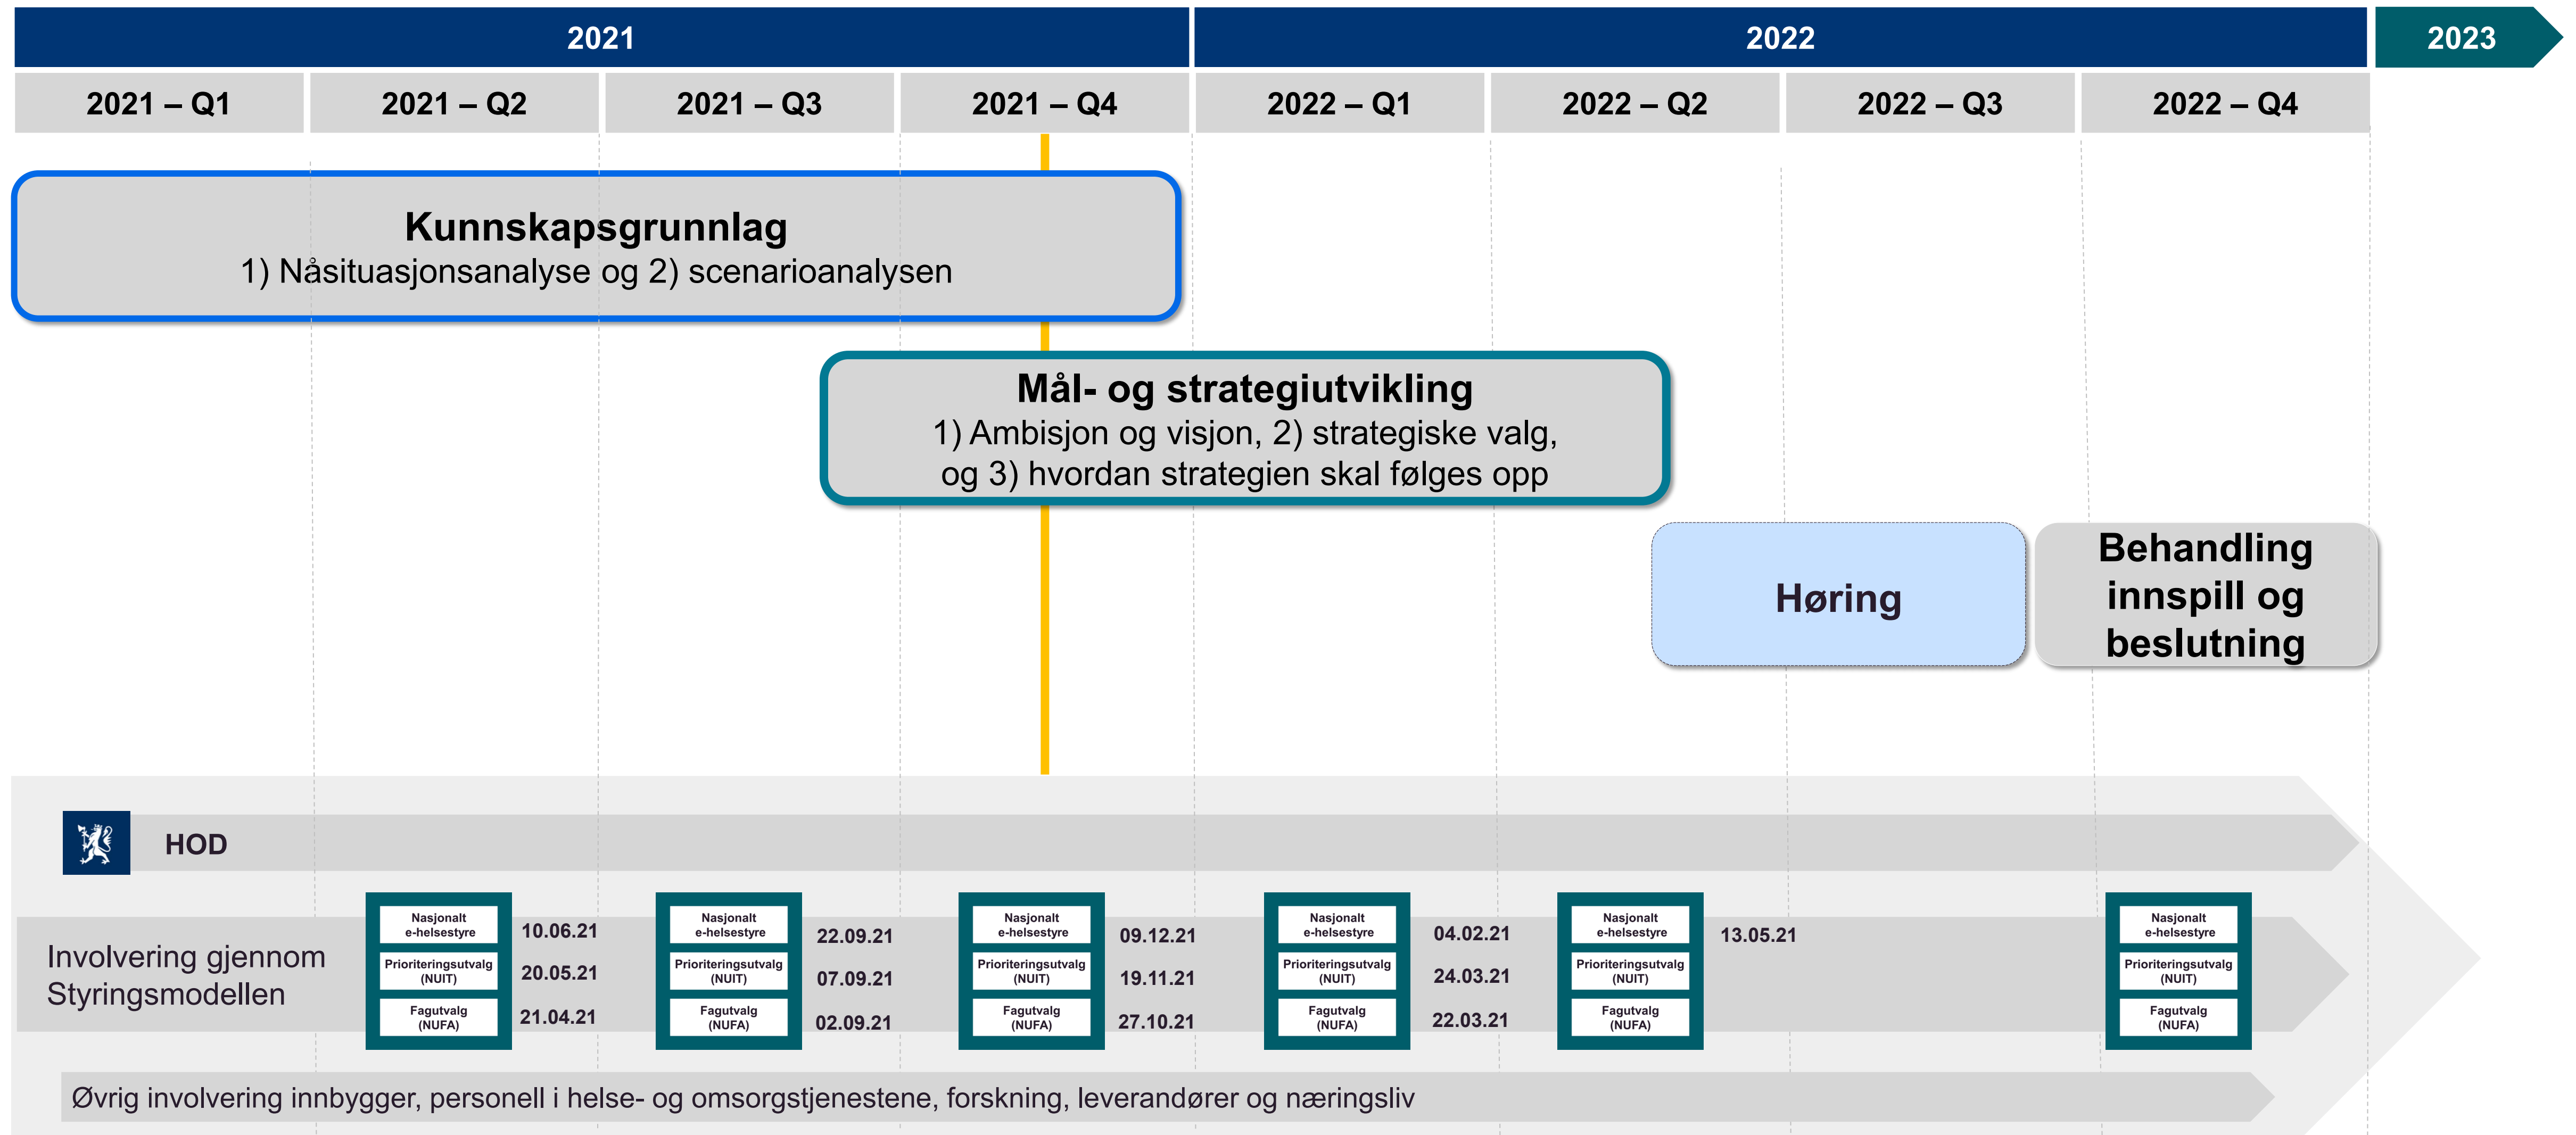 2021
2022
2023
2021 – Q1
2021 – Q2
2021 – Q3
2021 – Q4
2022 – Q1
2022 – Q2
2022 – Q3
2022 – Q4
Kunnskapsgrunnlag
1) Nåsituasjonsanalyse og 2) scenarioanalysen
Mål- og strategiutvikling
1) Ambisjon og visjon, 2) strategiske valg,
og 3) hvordan strategien skal følges opp
Høring
Behandling
innspill og
beslutning
HOD
Involvering gjennom
Styringsmodellen
Nasjonalt
e-helsestyre
Prioriteringsutvalg
(NUIT)
Fagutvalg
(NUFA)
10.06.21
20.05.21
21.04.21
Nasjonalt
e-helsestyre
Prioriteringsutvalg
(NUIT)
Fagutvalg
(NUFA)
22.09.21
07.09.21
02.09.21
Nasjonalt
e-helsestyre
Prioriteringsutvalg
(NUIT)
Fagutvalg
(NUFA)
09.12.21
19.11.21
27.10.21
Nasjonalt
e-helsestyre
Prioriteringsutvalg
(NUIT)
Fagutvalg
(NUFA)
04.02.21
24.03.21
22.03.21
Nasjonalt
e-helsestyre
Prioriteringsutvalg
(NUIT)
Fagutvalg
(NUFA)
13.05.21
Nasjonalt
e-helsestyre
Prioriteringsutvalg
(NUIT)
Fagutvalg
(NUFA)
Øvrig involvering innbygger, personell i helse- og omsorgstjenestene, forskning, leverandører og næringsliv